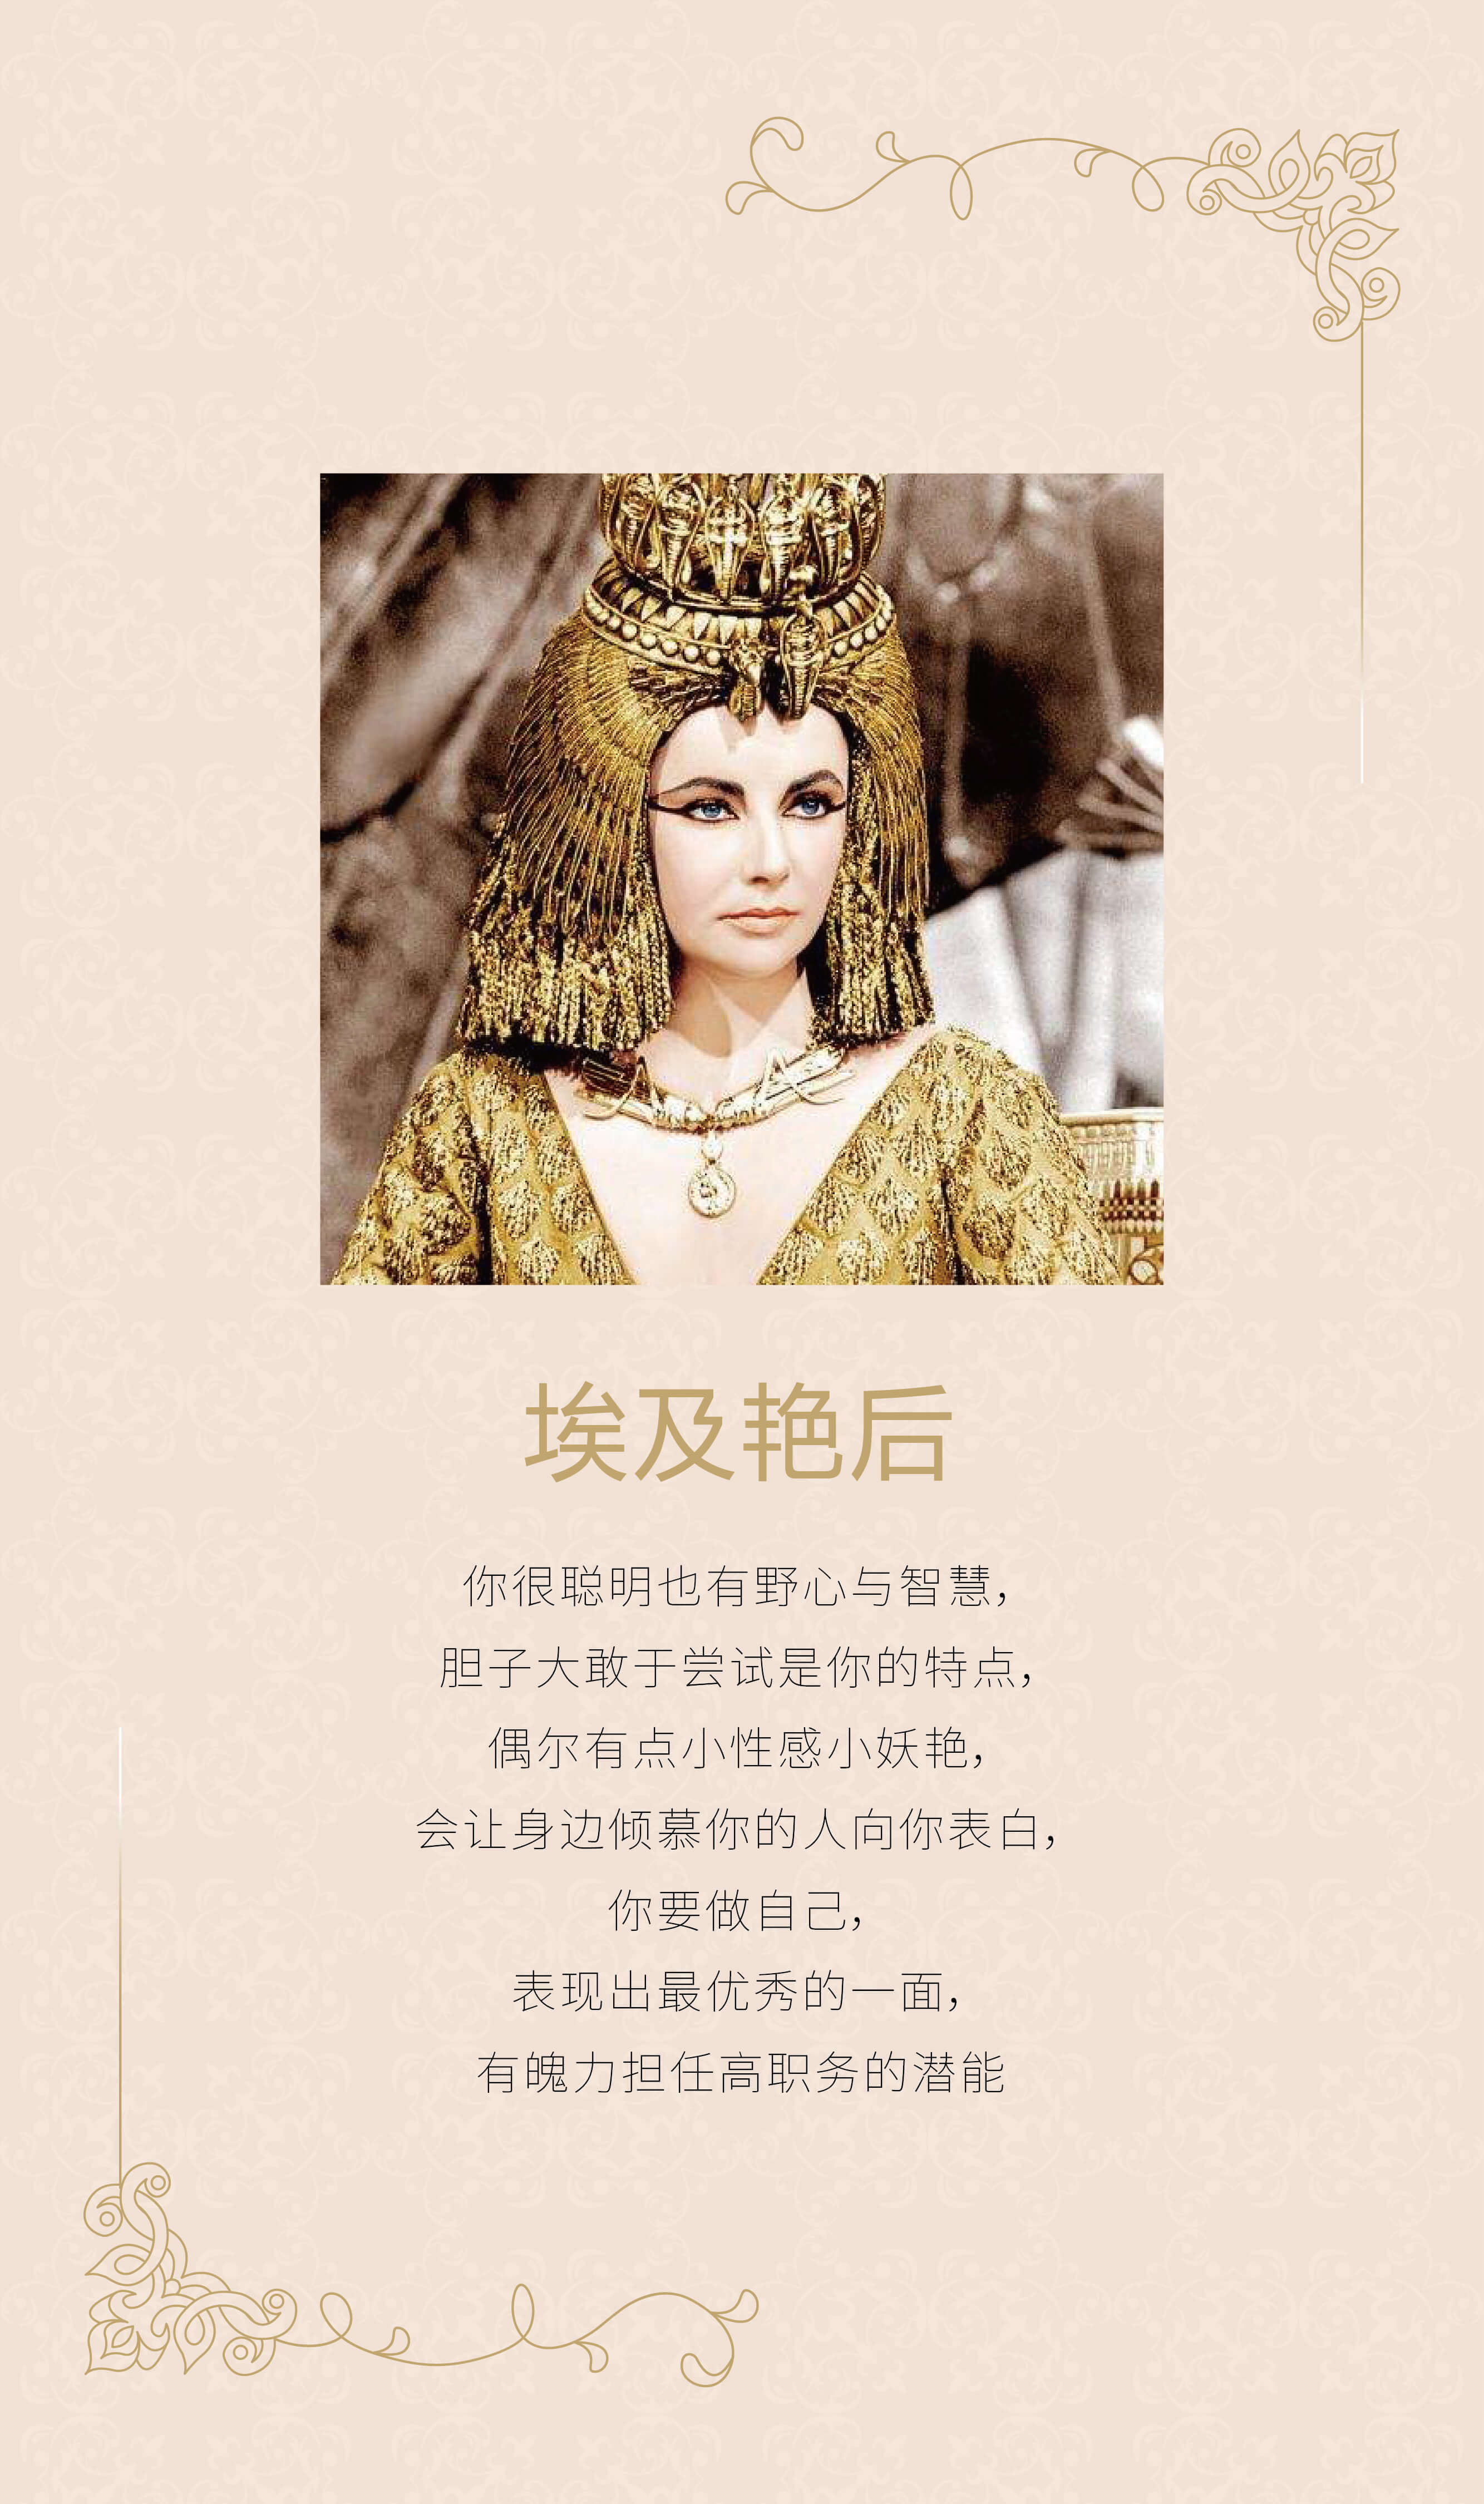 埃及艳后
你很聪明也有野心与智慧，
胆子大敢于尝试是你的特点，
偶尔有点小性感小妖艳，
会让身边倾慕你的人向你表白，
你要做自己，
表现出最优秀的一面，
有魄力担任高职务的潜能